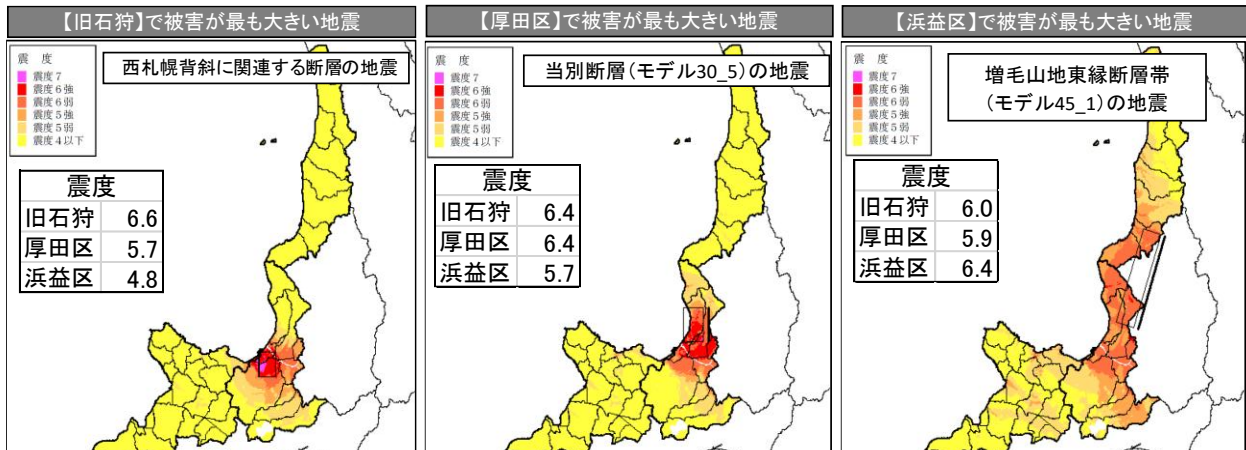 【旧石狩】で被害が最も大きい地震
震 度
震度7
震度6強
震度6弱
震度5強
震度5弱
震度4以下
西札幌背斜に関連する断層の地震
震度
旧石狩 6.6
厚田区 5.7
浜益区 4.8
【厚田区】で被害が最も大きい地震
震 度
震度7
震度6強
震度6弱
震度5強
震度5弱
震度4以下
当別断層(モデル30_5)の地震
震度
旧石狩 6.4
厚田区 6.4
浜益区 5.7
【浜益区】で被害が最も大きい地震
震 度
震度7
震度6強
震度6弱
震度5強
震度5弱
震度4以下
増毛山地東縁断層帯
(モデル45_1)の地震
震度
旧石狩 6.0
厚田区 5.9
浜益区 6.4